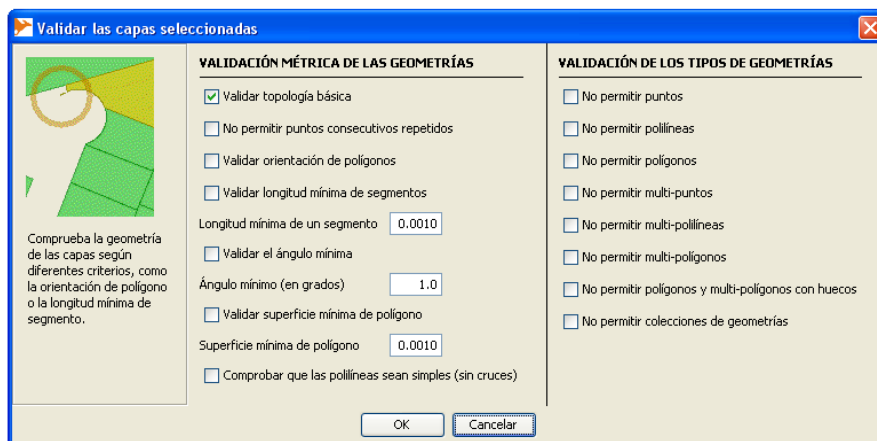 Validar las capas seleccionadas
Comprueba la geometría
de las capas según
diferentes criterios, como
la orientación de polígono
o la longitud mínima de
segmento.
VALIDACIÓN MÉTRICA DE LAS GEOMETRÍAS
Validar topología básica
No permitir puntos consecutivos repetidos
Validar orientación de polígonos
Validar longitud mínima de segmentos
Longitud mínima de un segmento 0.0010
Validar el ángulo mínima
Ángulo mínimo (en grados) 1.0
Validar superficie mínima de polígono
Superficie mínima de polígono 0.0010
Comprobar que las polilíneas sean simples (sin cruces)
VALIDACIÓN DE LOS TIPOS DE GEOMETRÍAS
No permitir puntos
No permitir polilíneas
No permitir polígonos
No permitir multi-puntos
No permitir multi-polilíneas
No permitir multi-polígonos
No permitir polígonos y multi-polígonos con huecos
No permitir colecciones de geometrías
OK Cancelar